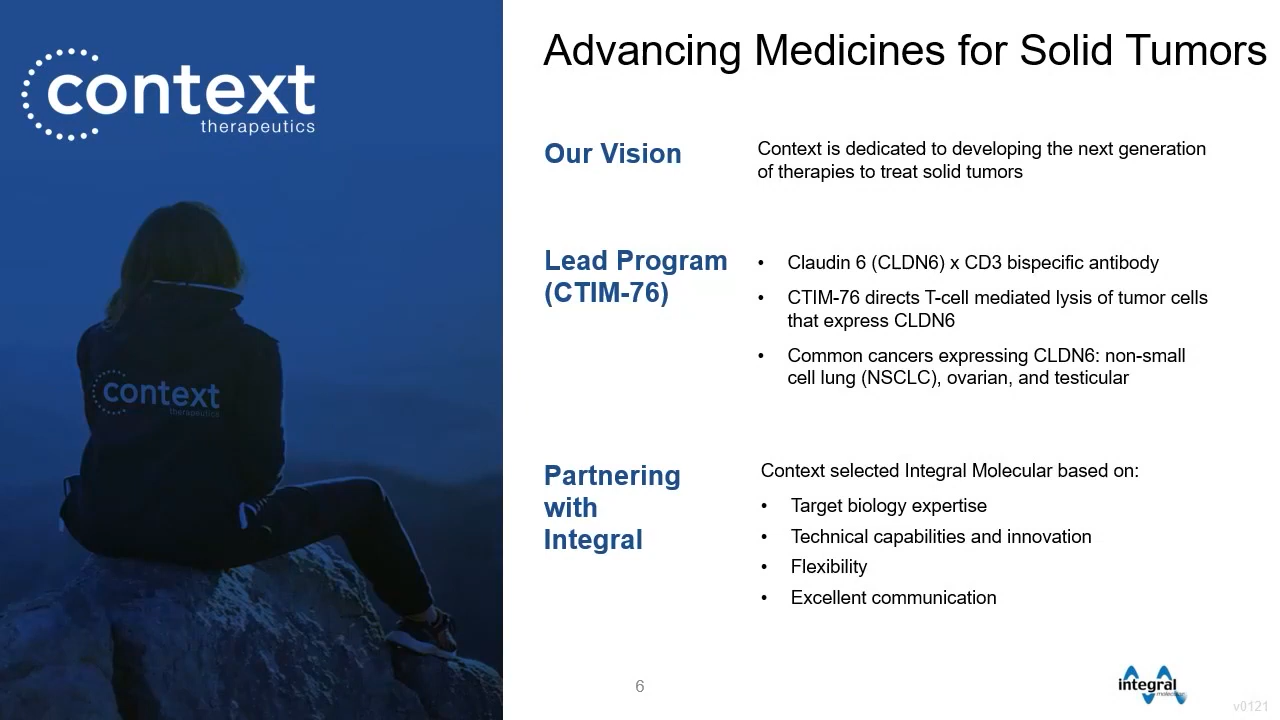 context
therapeutics
context
therapeutics
Advancing Medicines for Solid Tumors
Our Vision
Context is dedicated to developing the next generation
of therapies to treat solid tumors
Lead Program
(CTIM-76)
• Claudin 6 (CLDN6) x CD3 bispecific antibody
• CTIM-76 directs T-cell mediated lysis of tumor cells
that express CLDN6
• Common cancers expressing CLDN6: non-small
cell lung (NSCLC), ovarian, and testicular
Partnering
with
Integral
Context selected Integral Molecular based on:
• Target biology expertise
• Technical capabilities and innovation
• Flexibility
• Excellent communication
6
integral
molecular
v0121